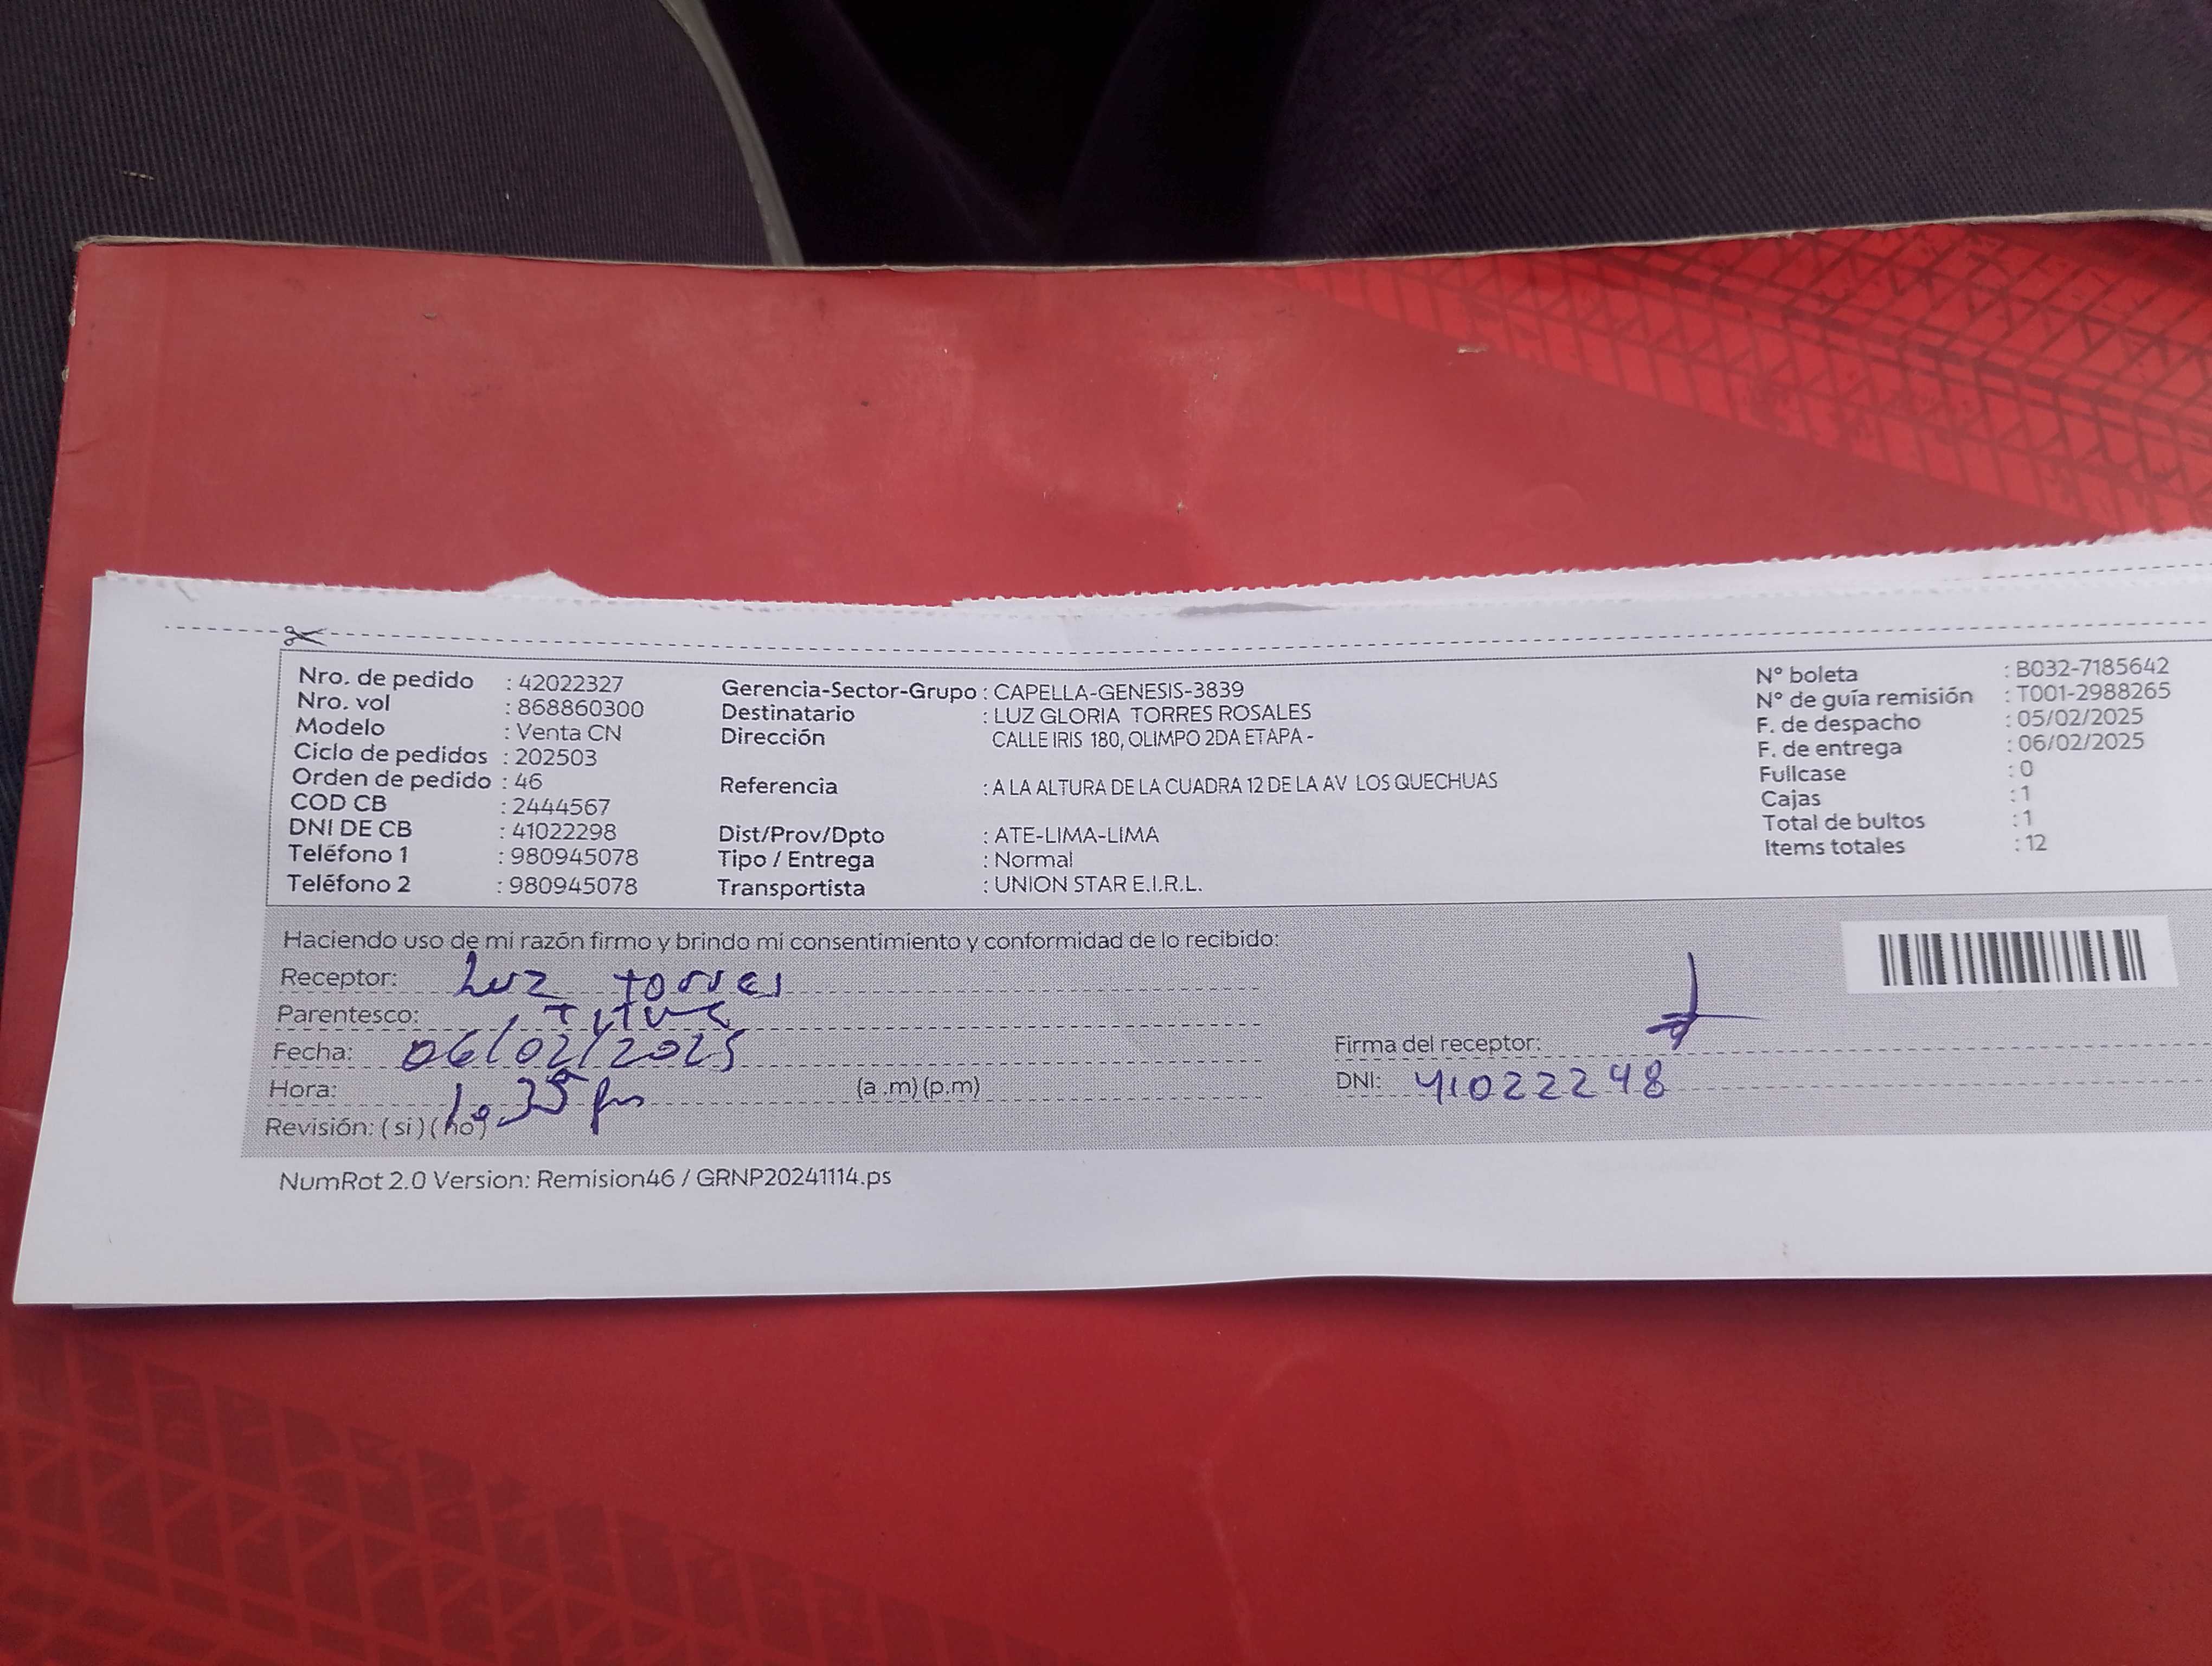 Nro. de pedido : 42022327
Nro. vol : 868860300
Modelo : Venta CN
Ciclo de pedidos : 202503
Orden de pedido : 46
COD CB : 2444567
DNI DE CB : 41022298
Teléfono 1 : 980945078
Teléfono 2 : 980945078
Gerencia-Sector-Grupo : CAPELLA-GENESIS-3839
Destinatario : LUZ GLORIA TORRES ROSALES
Dirección CALLE IRIS 180, OLIMPO 2DA ETAPA -
Referencia : A LA ALTURA DE LA CUADRA 12 DE LA AV LOS QUECHUAS
Dist/Prov/Dpto : ATE-LIMA-LIMA
Tipo / Entrega : Normal
Transportista : UNION STAR E.I.R.L.
N° boleta : B032-7185642
N° de guía remisión : T001-2988265
F. de despacho : 05/02/2025
F. de entrega : 06/02/2025
Fullcase : 0
Cajas : 1
Total de bultos : 1
Items totales : 12
Haciendo uso de mi razón firmo y brindo mi consentimiento y conformidad de lo recibido:
Receptor: Luz torres
Parentesco:
Fecha: 06/02/2025
Hora: (a .m) (p.m)
Revisión: ( si ) ( no )
Firma del receptor:
DNI: 41022298
NumRot 2.0 Version: Remision46 / GRNP20241114.ps